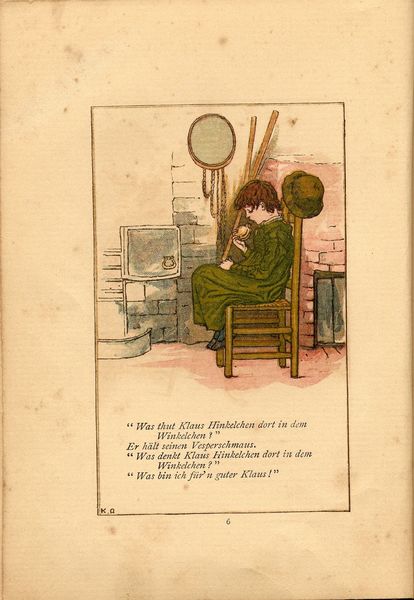 “ Was thut Klaus Hinkelchen dort in dem
Winkelchen ? ”
Er hält seinen Vesperschmaus.
“ Was denkt Klaus Hinkelchen dort in dem
Winkelchen ? ”
“ Was bin ich für’n guter Klaus ! ”
K.G
6